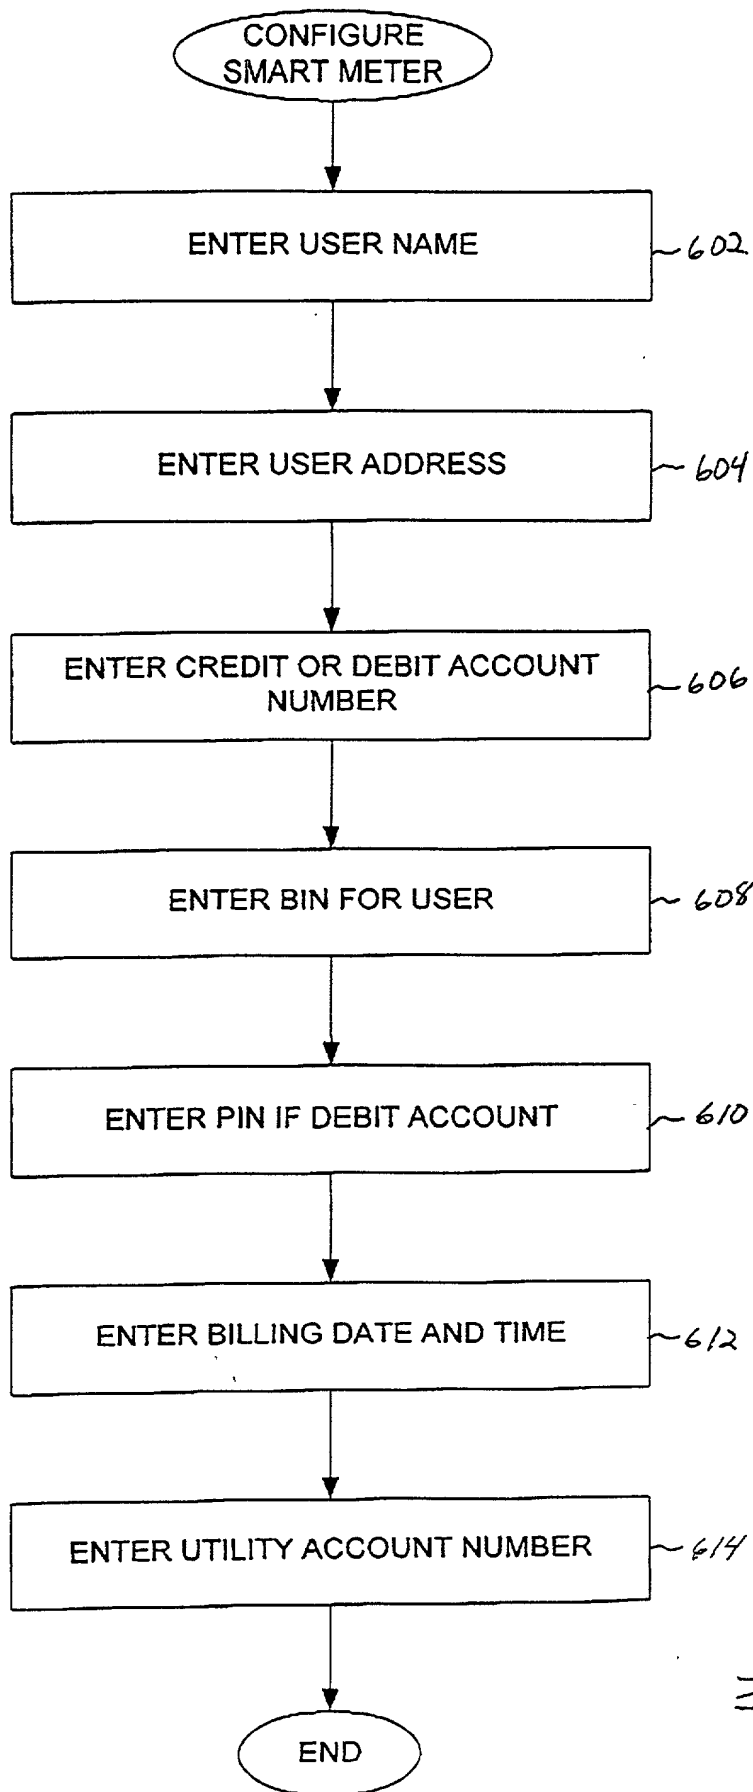 CONFIGURE
SMART METER
ENTER USER NAME
602
ENTER USER ADDRESS
604
ENTER CREDIT OR DEBIT ACCOUNT
NUMBER
606
ENTER BIN FOR USER
608
ENTER PIN IF DEBIT ACCOUNT
610
ENTER BILLING DATE AND TIME
612
ENTER UTILITY ACCOUNT NUMBER
614
END